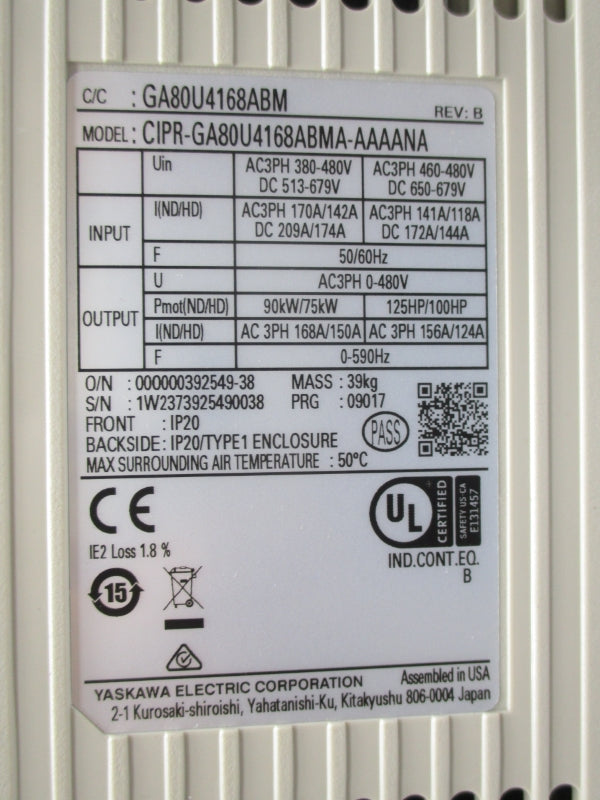 C/C : GA80U4168ABM
REV: B
MODEL : CIPR-GA80U4168ABMA-AAAANA
INPUT
Uin
AC3PH 380-480V
DC 513-679V
AC3PH 460-480V
DC 650-679V
I(ND/HD)
AC3PH 170A/142A
DC 209A/174A
AC3PH 141A/118A
DC 172A/144A
F
50/60Hz
OUTPUT
U
AC3PH 0-480V
Pmot(ND/HD)
90kW/75kW
125HP/100HP
I(ND/HD)
AC 3PH 168A/150A
AC 3PH 156A/124A
F
0-590Hz
O/N : 000000392549-38 MASS : 39kg
S/N : 1W2373925490038 PRG : 09017
FRONT : IP20
BACKSIDE : IP20/TYPE1 ENCLOSURE
PASS
MAX SURROUNDING AIR TEMPERATURE : 50°C
CE
IE2 Loss 1.8 %
15
UL
CERTIFIED
SAFETY US-CA
E131457
IND.CONT.EQ.
B
YASKAWA ELECTRIC CORPORATION
Assembled in USA
2-1 Kurosaki-shiroishi, Yahatanishi-Ku, Kitakyushu 806-0004 Japan